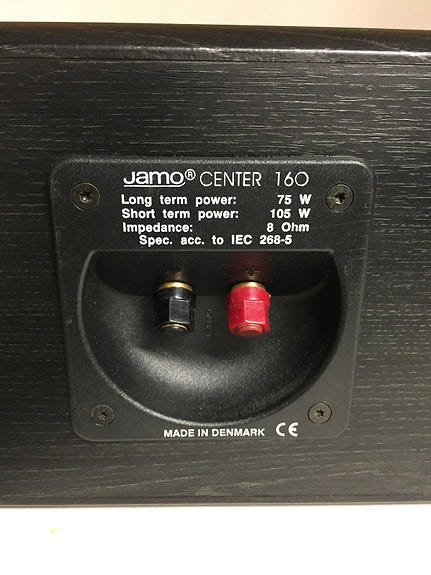 Jamo® CENTER 160
Long term power: 75 W
Short term power: 105 W
Impedance: 8 Ohm
Spec. acc. to IEC 268-5
MADE IN DENMARK CE